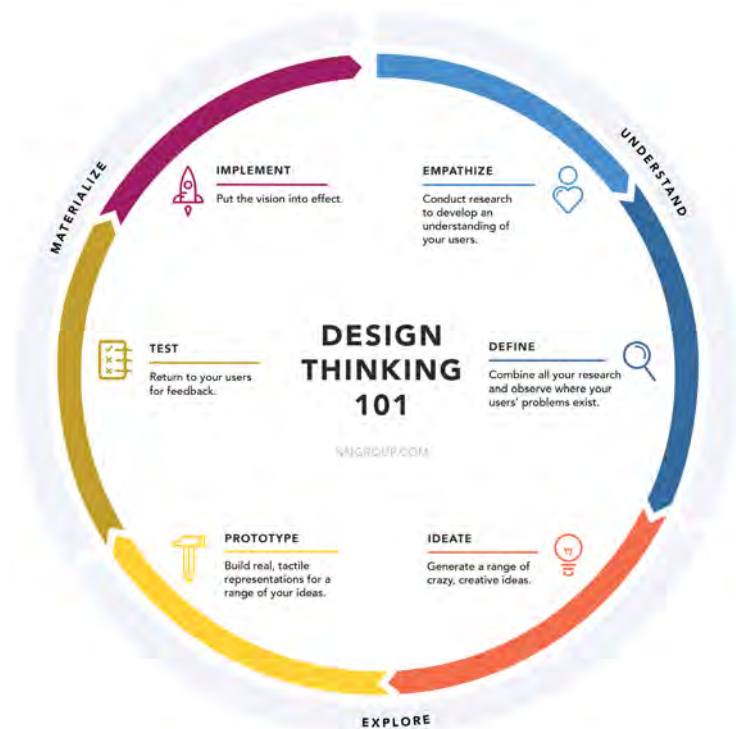 UNDERSTAND
EMPATHIZE
Conduct research
to develop an
understanding of
your users.
DEFINE
Combine all your research
and observe where your
users' problems exist.
EXPLORE
IDEATE
Generate a range of
crazy, creative ideas.
PROTOTYPE
Build real, tactile
representations for a
range of your ideas.
MATERIALIZE
TEST
Return to your users
for feedback.
IMPLEMENT
Put the vision into effect.
DESIGN
THINKING
101
NNGROUP.COM